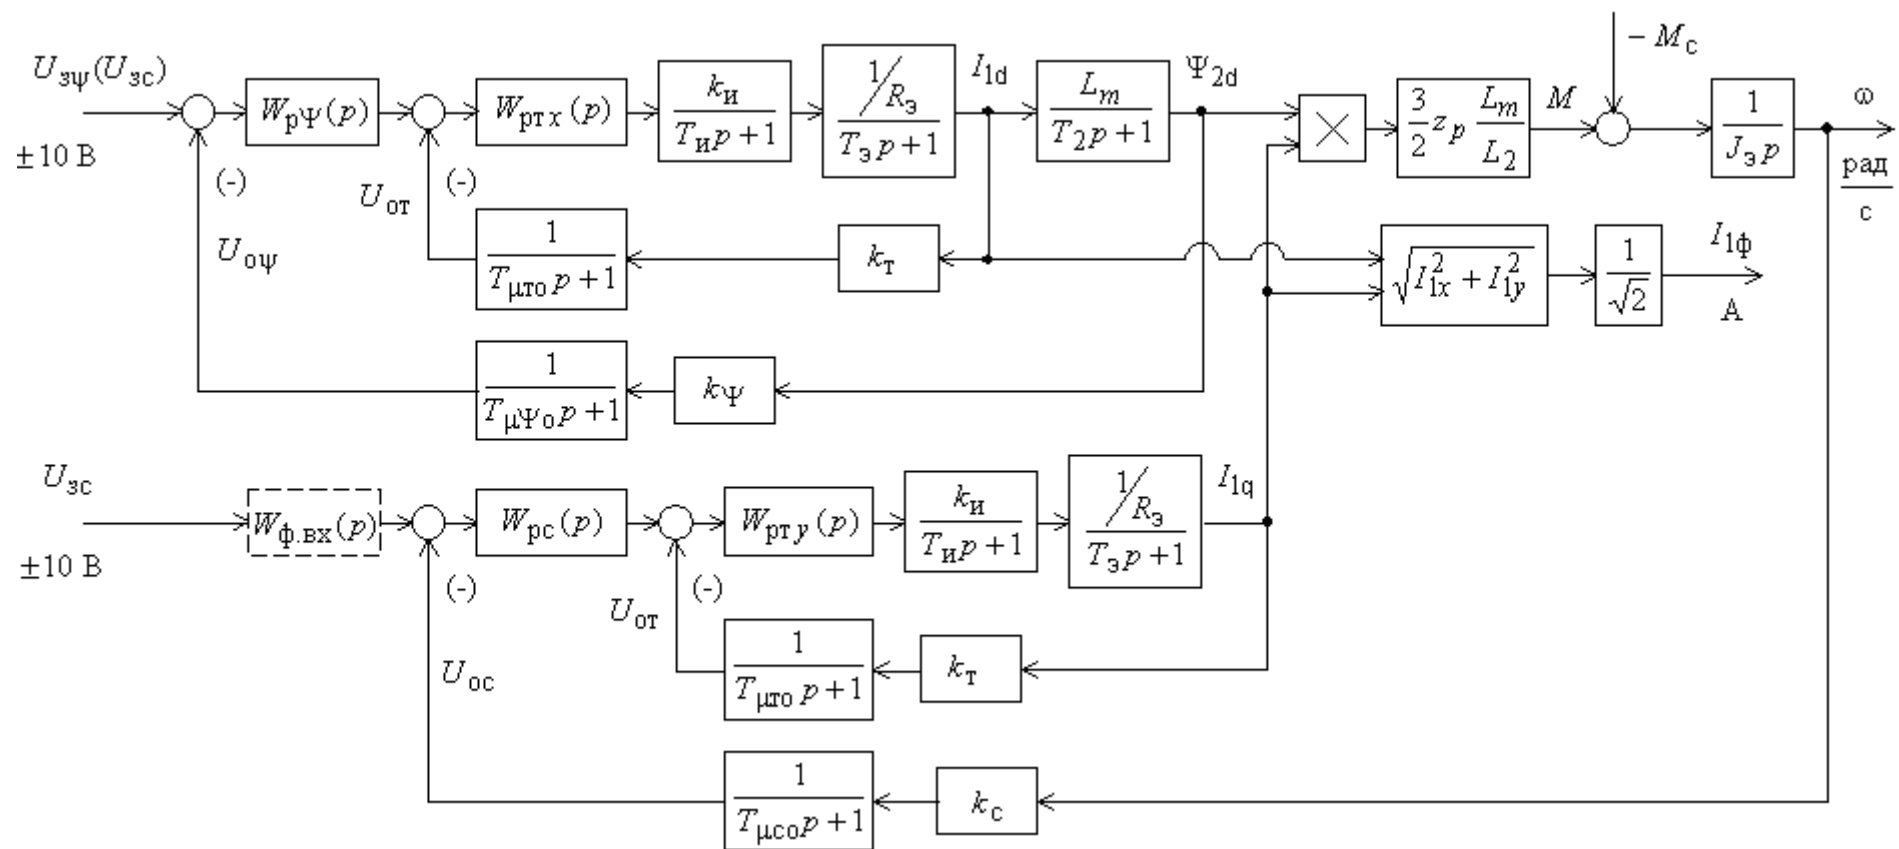 U_зψ(U_зс)
±10 В
(-)
U_оψ
W_рΨ(p)
U_от
(-)
W_рт x(p)
k_и
T_и p + 1
1/R_э
T_э p + 1
I_1d
L_m
T_2 p + 1
Ψ_2d
×
3/2 z_p L_m/L_2
M
− M_с
1
J_э p
ω
рад
с
1
T_μто p + 1
k_т
√(I_1x^2 + I_1y^2)
1
√2
I_1ф
А
1
T_μΨо p + 1
k_Ψ
U_зс
±10 В
W_ф.вх(p)
(-)
U_ос
W_рс(p)
U_от
(-)
W_рт y(p)
k_и
T_и p + 1
1/R_э
T_э p + 1
I_1q
1
T_μто p + 1
k_т
1
T_μсо p + 1
k_с